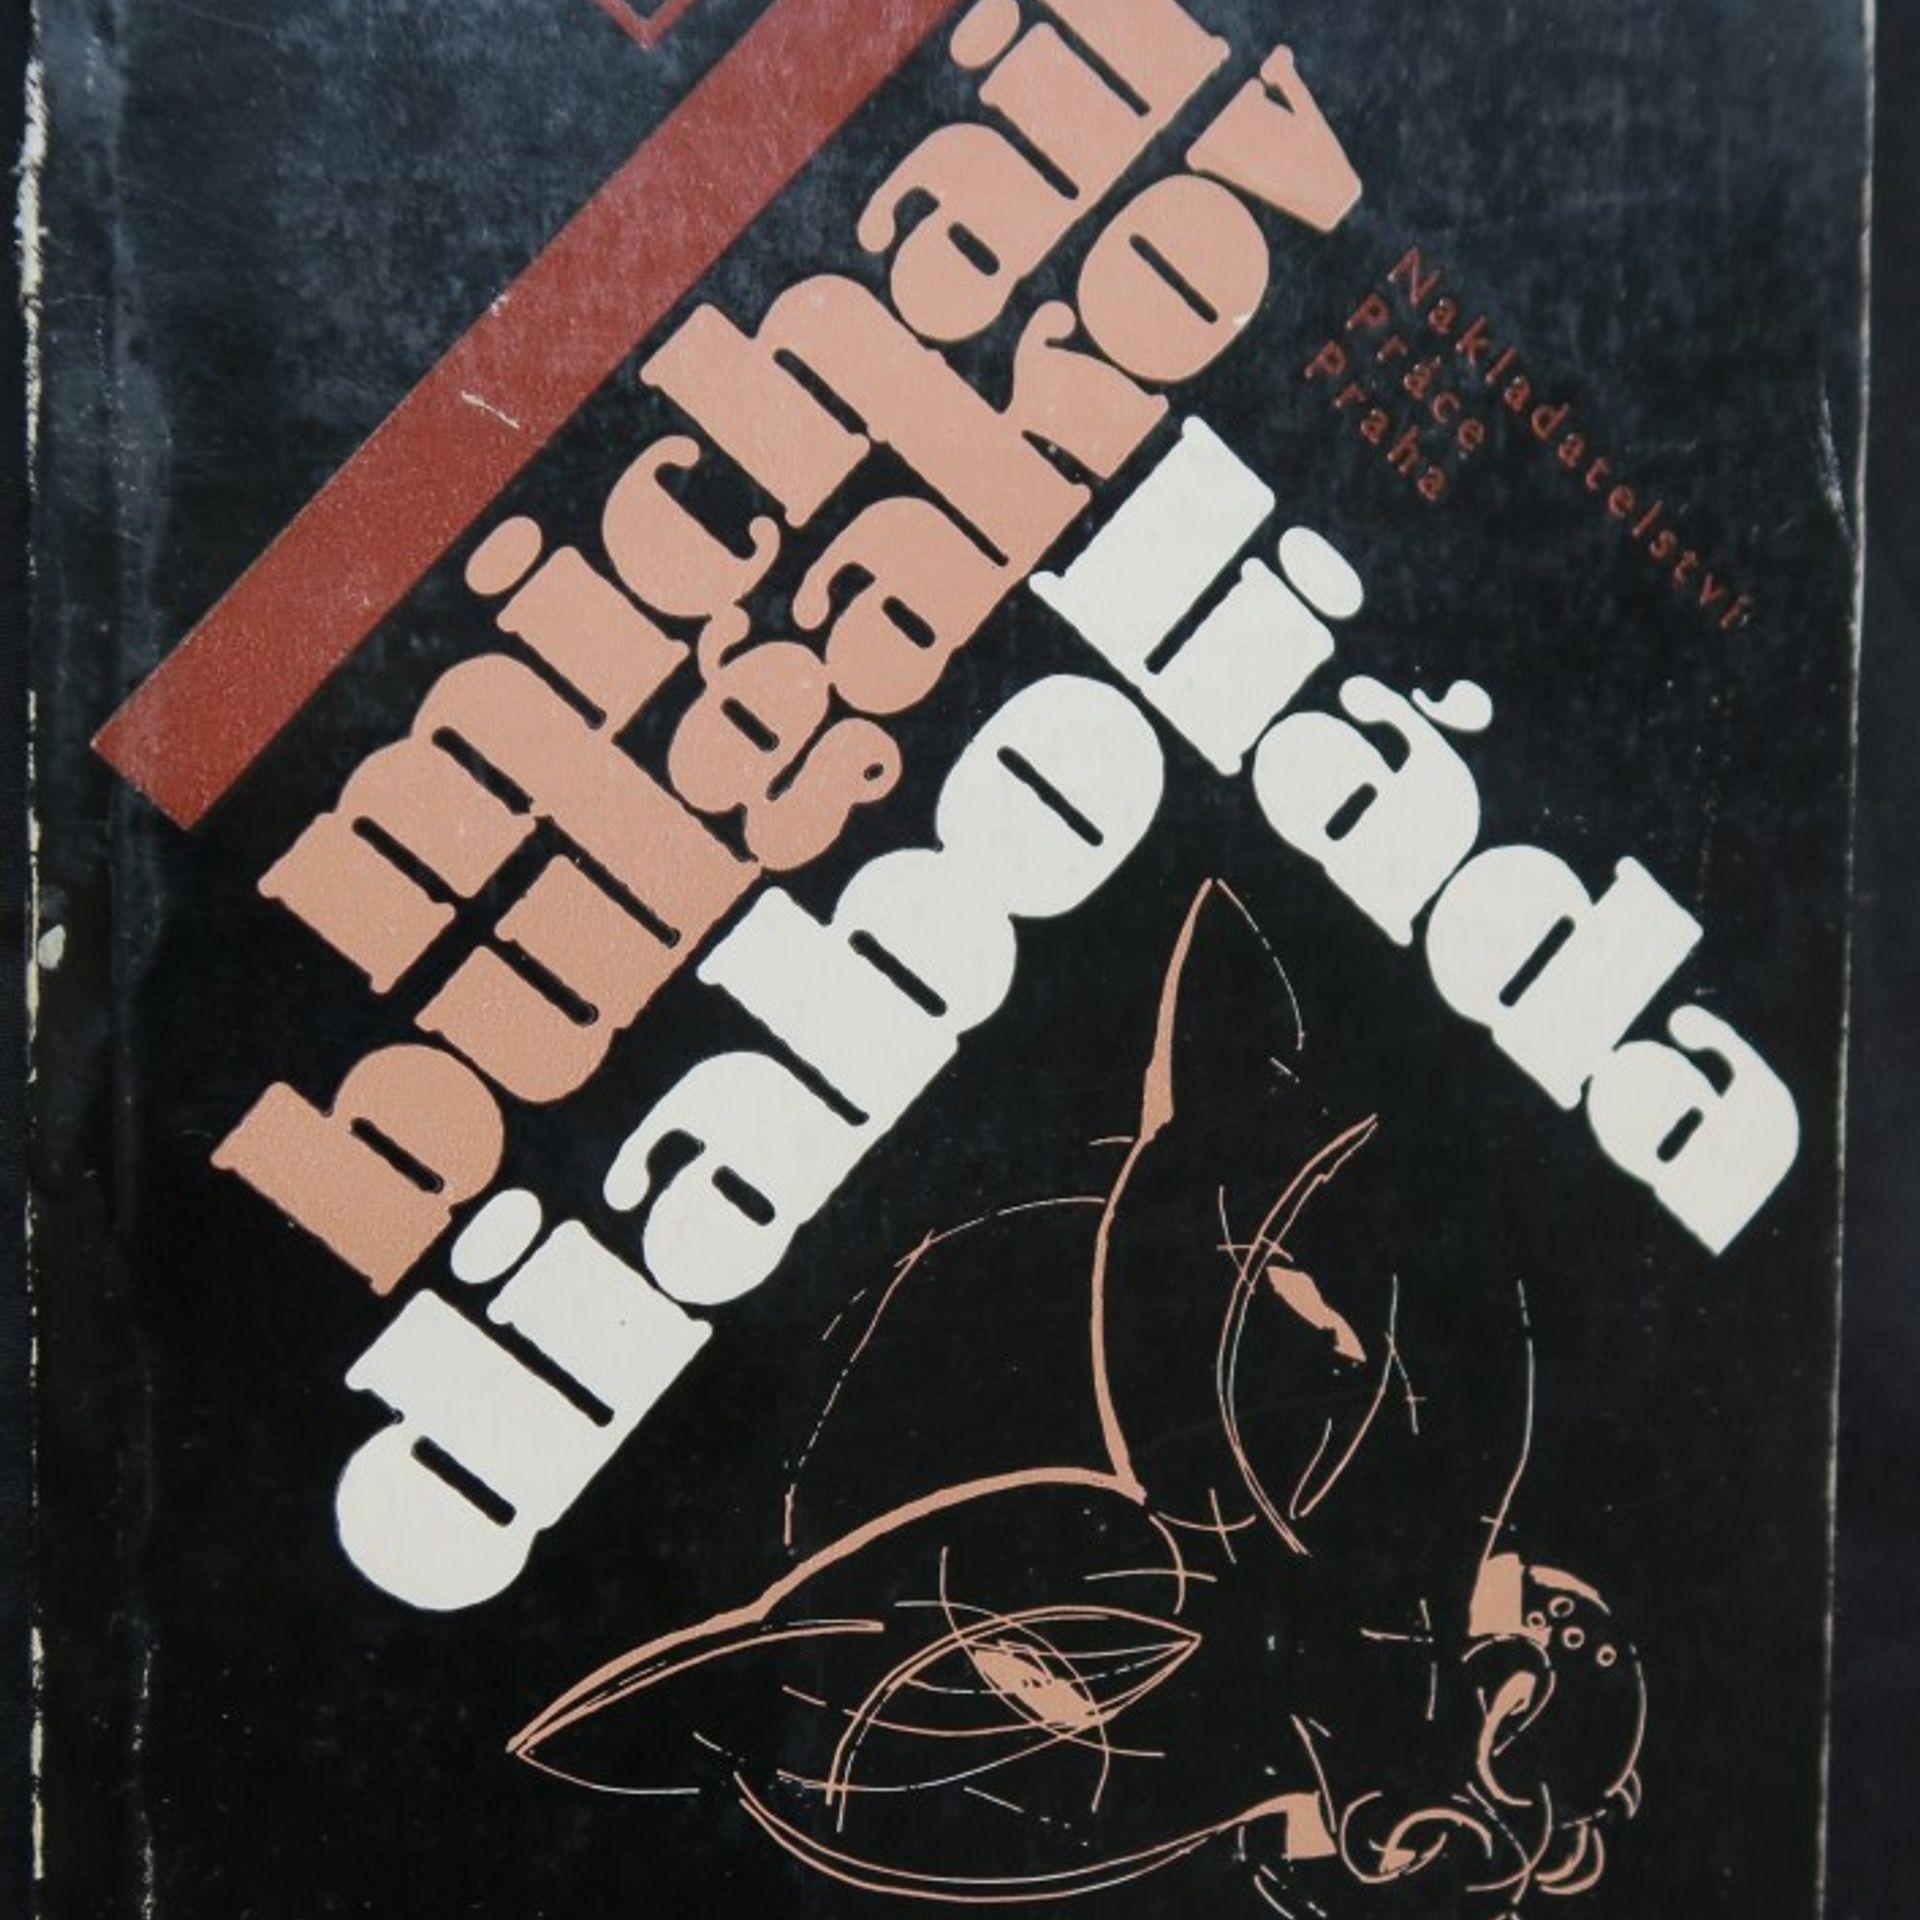 michail
bulgakov
diaboliáda
Nakladatelství
Práce
Praha